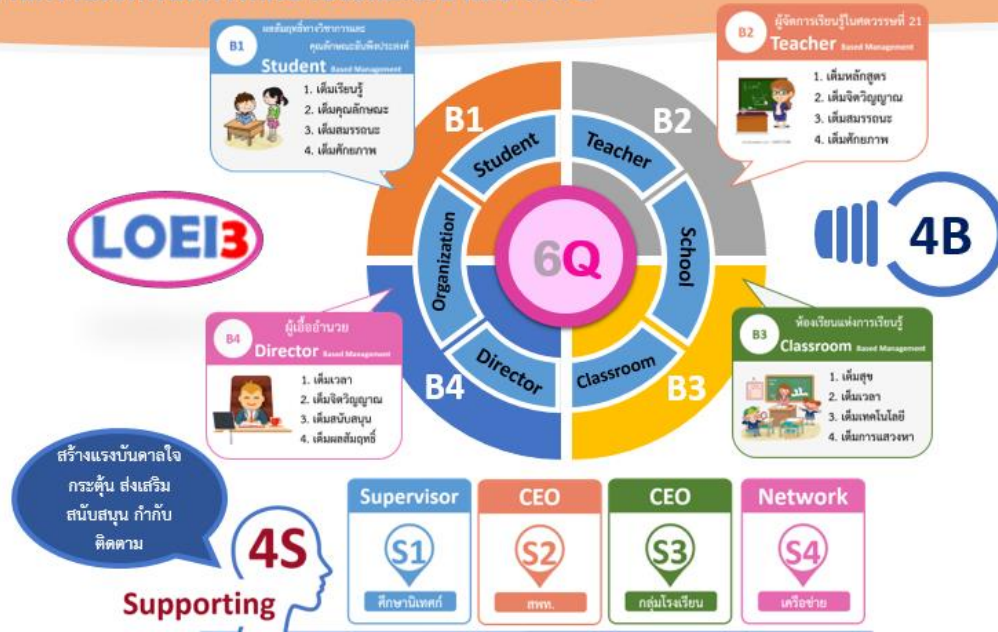 B1
ผลสัมฤทธิ์ทางวิชาการและ
คุณลักษณะอันพึงประสงค์
Student Based Management
1. เต็มเรียนรู้
2. เต็มคุณลักษณะ
3. เต็มสมรรถนะ
4. เต็มศักยภาพ
B2
ผู้จัดการเรียนรู้ในศตวรรษที่ 21
Teacher Based Management
1. เต็มหลักสูตร
2. เต็มจิตวิญญาณ
3. เต็มสมรรถนะ
4. เต็มศักยภาพ
B1
B2
Student
Teacher
Organization
School
6Q
Director
Classroom
B4
B3
LOEI3
4B
B4
ผู้เอื้ออำนวย
Director Based Management
1. เต็มเวลา
2. เต็มจิตวิญญาณ
3. เต็มสนับสนุน
4. เต็มผลสัมฤทธิ์
B3
ห้องเรียนแห่งการเรียนรู้
Classroom Based Management
1. เต็มสุข
2. เต็มเวลา
3. เต็มเทคโนโลยี
4. เต็มการแสวงหา
สร้างแรงบันดาลใจ
กระตุ้น ส่งเสริม
สนับสนุน กำกับ
ติดตาม
4S
Supporting
Supervisor
S1
ศึกษานิเทศก์
CEO
S2
สพท.
CEO
S3
กลุ่มโรงเรียน
Network
S4
เครือข่าย